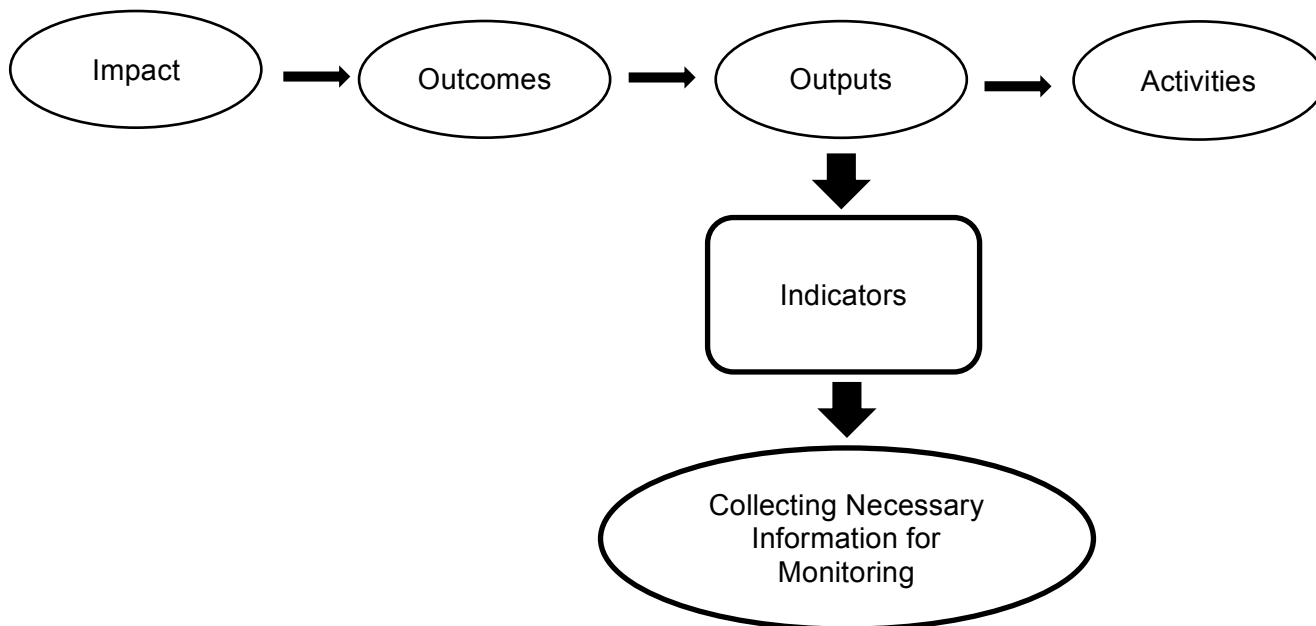 Impact
Outcomes
Outputs
Activities
Indicators
Collecting Necessary
Information for
Monitoring